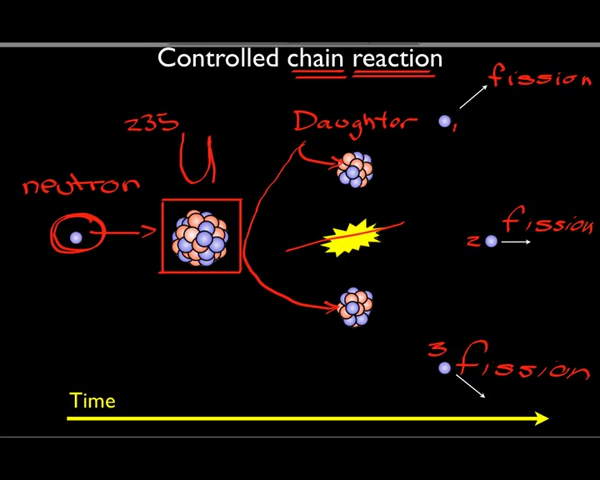 Controlled chain reaction
fission
235
U
Daughter
1
neutron
2
fission
3
fission
Time